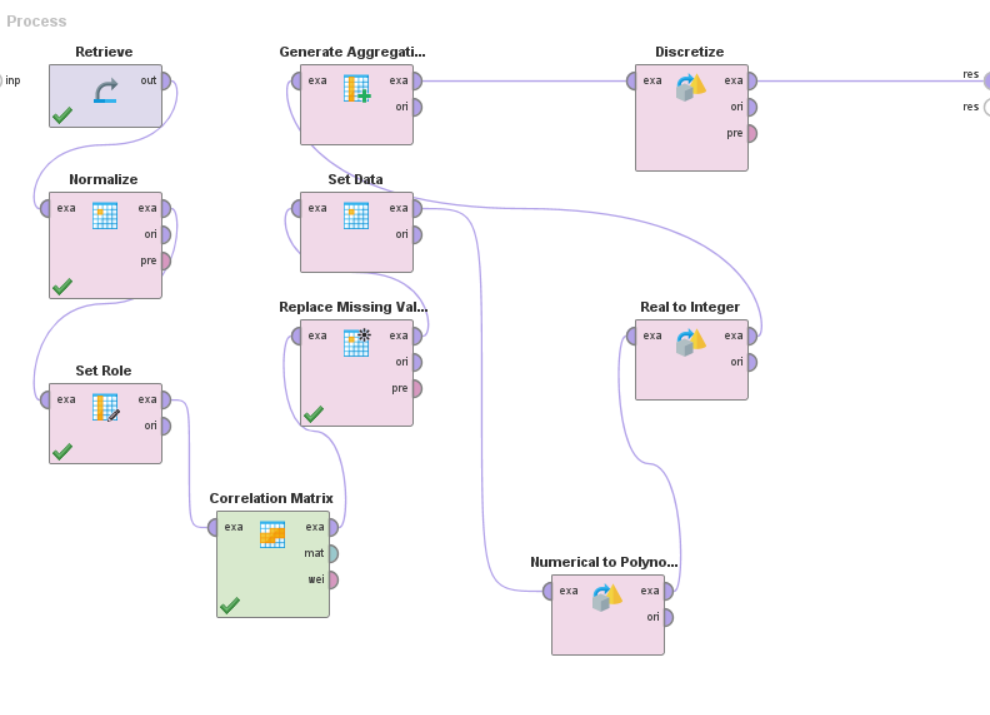 Process
Retrieve
inp
out
Generate Aggregati...
exa exa
ori
Discretize
exa exa
ori
pre
res
res
Normalize
exa exa
ori
pre
Set Data
exa exa
ori
Replace Missing Val...
exa exa
ori
pre
Real to Integer
exa exa
ori
Set Role
exa exa
ori
Correlation Matrix
exa exa
mat
wei
Numerical to Polyno...
exa exa
ori